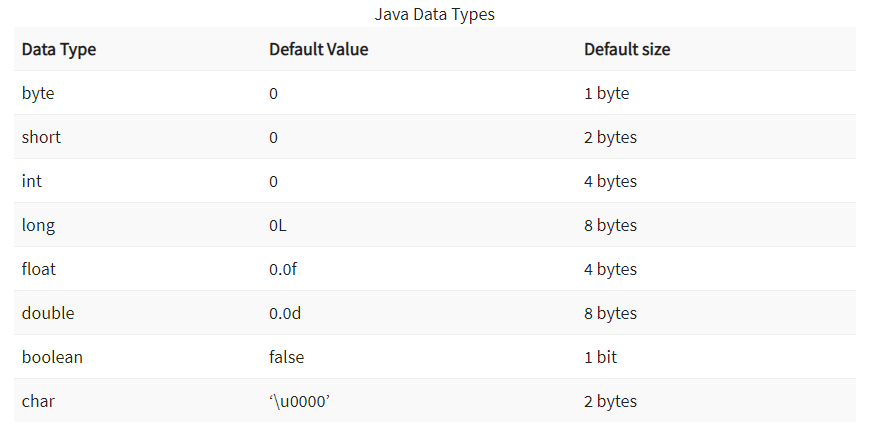 Java Data Types
Data Type Default Value Default size
byte 0 1 byte
short 0 2 bytes
int 0 4 bytes
long 0L 8 bytes
float 0.0f 4 bytes
double 0.0d 8 bytes
boolean false 1 bit
char ‘\u0000’ 2 bytes